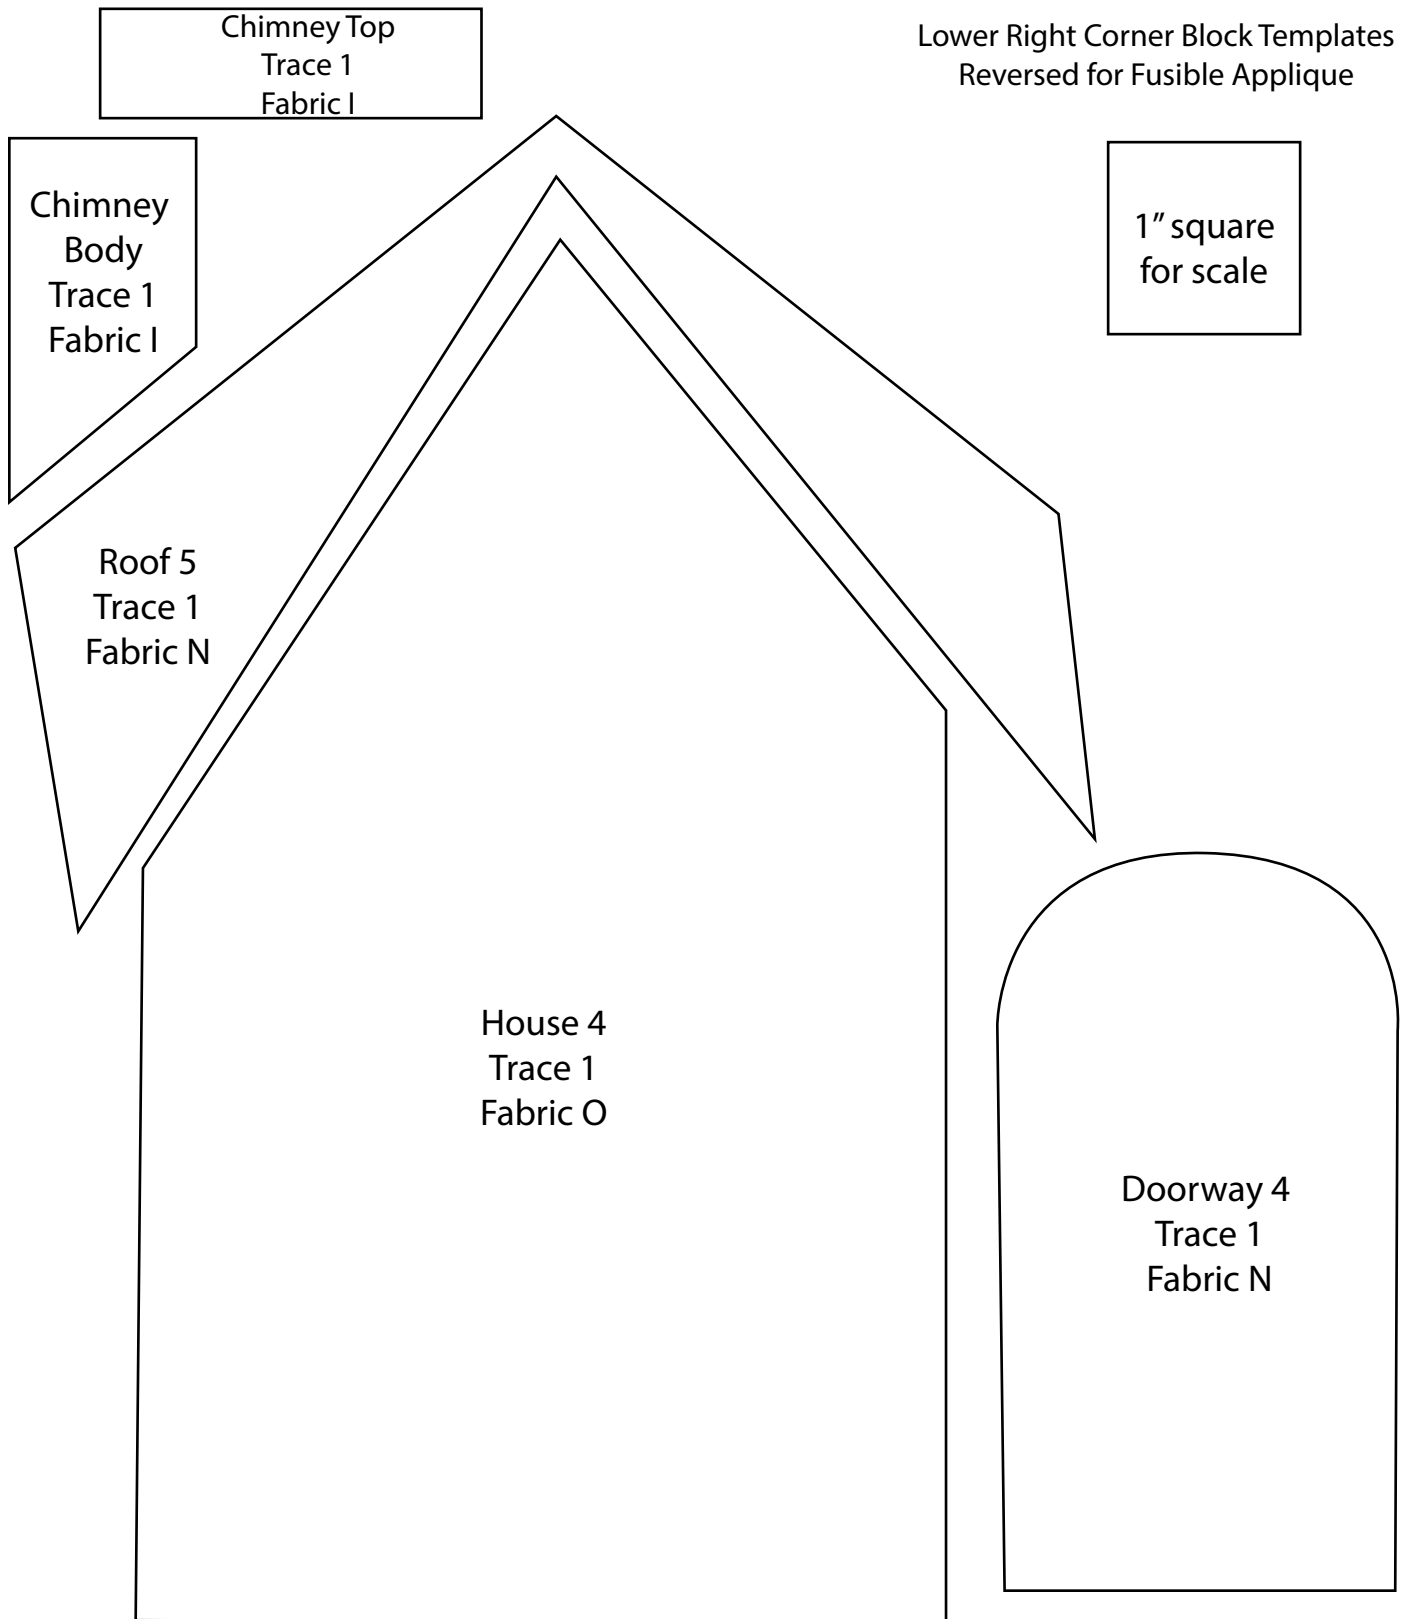 Chimney Top
Trace 1
Fabric I
Lower Right Corner Block Templates
Reversed for Fusible Applique
Chimney
Body
Trace 1
Fabric I
1” square
for scale
Roof 5
Trace 1
Fabric N
House 4
Trace 1
Fabric O
Doorway 4
Trace 1
Fabric N